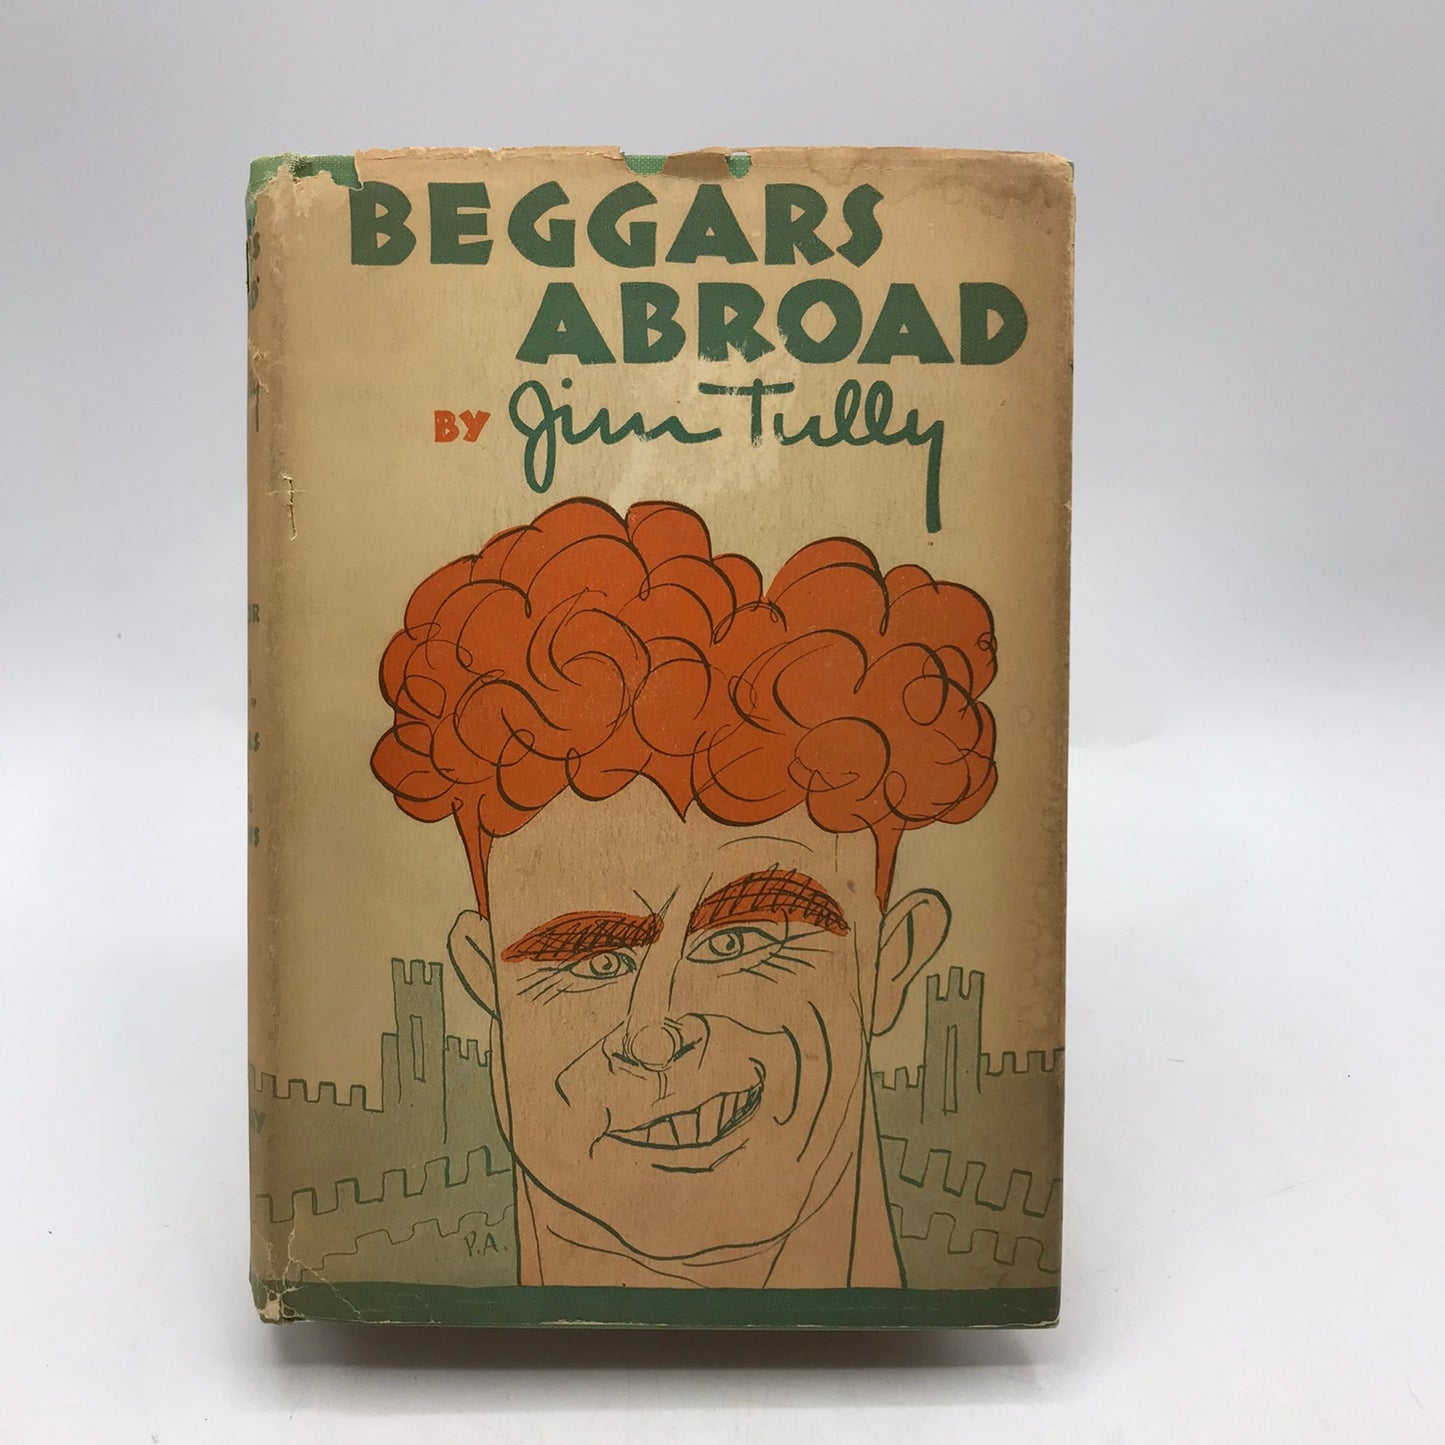 BEGGARS
ABROAD
BY Jim Tully
P.A.